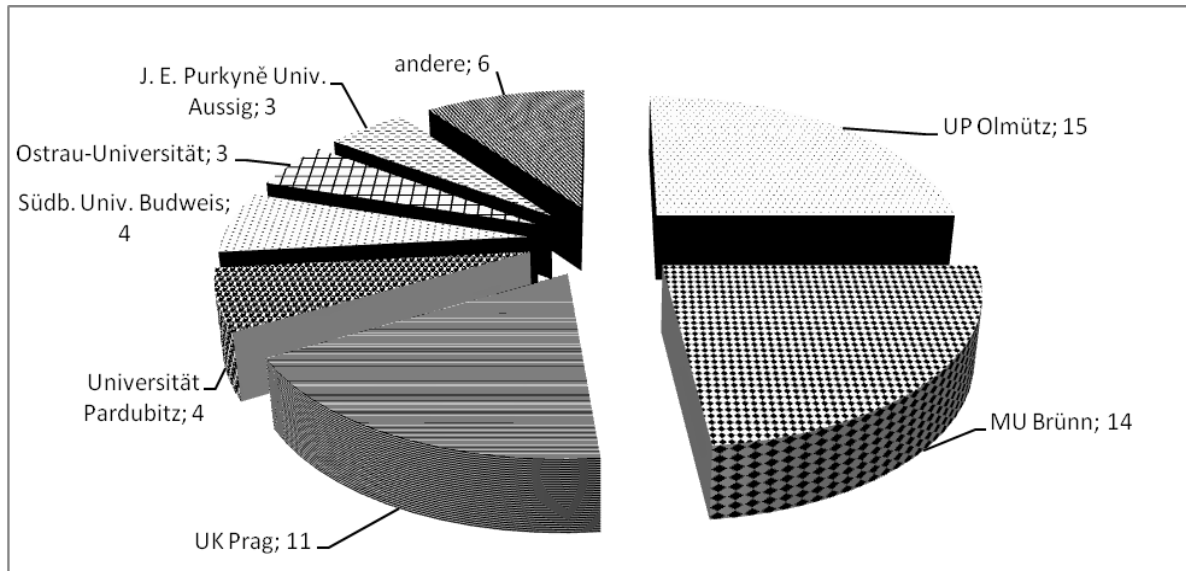 andere; 6
J. E. Purkyně Univ.
Aussig; 3
UP Olmütz; 15
Ostrau-Universität; 3
Südb. Univ. Budweis;
4
Universität
Pardubitz; 4
MU Brünn; 14
UK Prag; 11